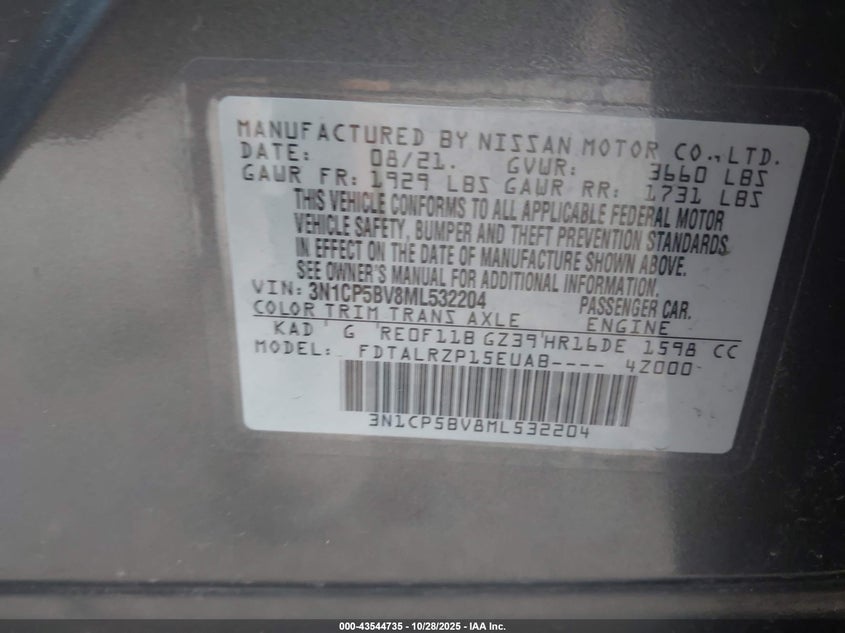 MANUFACTURED BY NISSAN MOTOR CO.,LTD.
DATE: 08/21. GVWR: 3660 LBS
GAWR FR: 1929 LBS GAWR RR: 1731 LBS
THIS VEHICLE CONFORMS TO ALL APPLICABLE FEDERAL MOTOR
VEHICLE SAFETY, BUMPER AND THEFT PREVENTION STANDARDS
IN EFFECT ON THE DATE OF MANUFACTURE SHOWN ABOVE.
SEE OWNER'S MANUAL FOR ADDITIONAL INFORMATION.
VIN: 3N1CP5BV8ML532204 PASSENGER CAR.
COLOR TRIM TRANS AXLE ENGINE
KAD ' G 'RE0F11B GZ39'HR16DE 1598 CC
MODEL: FDTALRZP15EUAB---- 4Z000
3N1CP5BV8ML532204
000-43544735 - 10/28/2025 - IAA Inc.